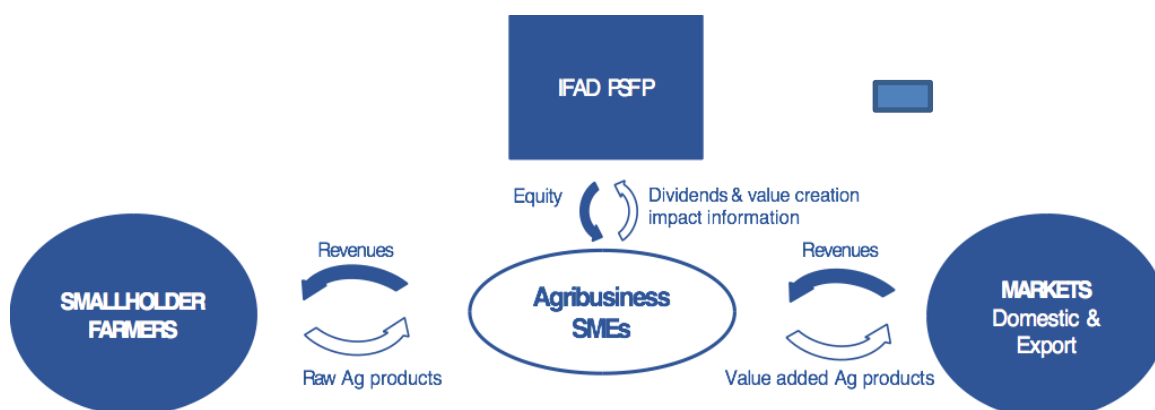 IFAD PSFP
Equity
Dividends & value creation
impact information
Revenues
Revenues
SMALLHOLDER
FARMERS
Agribusiness
SMEs
MARKETS
Domestic &
Export
Raw Ag products
Value added Ag products